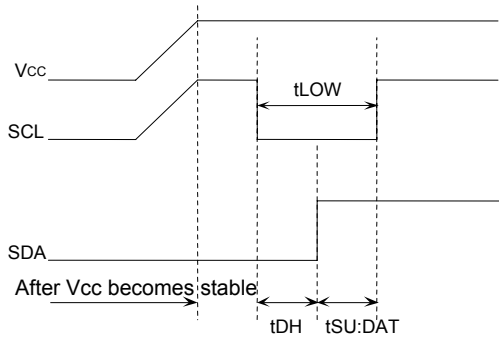 VCC
tLOW
SCL
SDA
After Vcc becomes stable
tDH
tSU:DAT